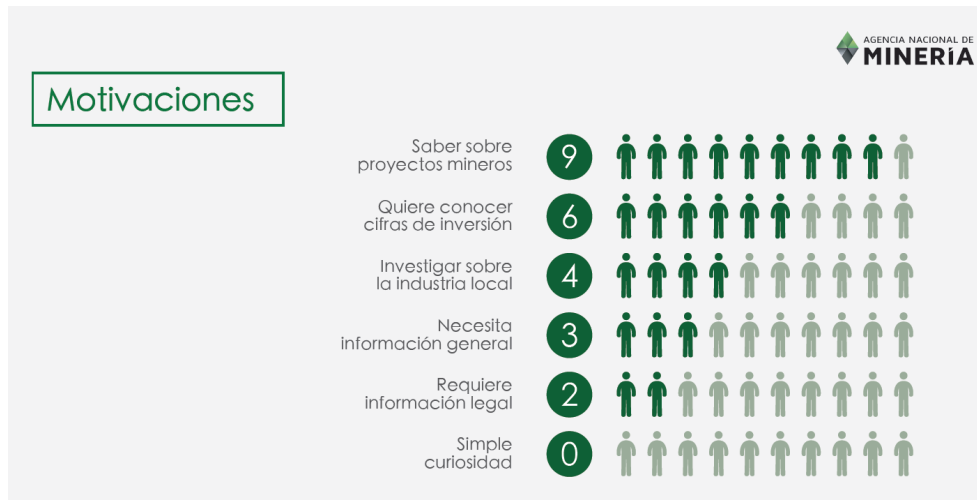 AGENCIA NACIONAL DE
MINERÍA
Motivaciones
Saber sobre
proyectos mineros
9
Quiere conocer
cifras de inversión
6
Investigar sobre
la industria local
4
Necesita
información general
3
Requiere
información legal
2
Simple
curiosidad
0